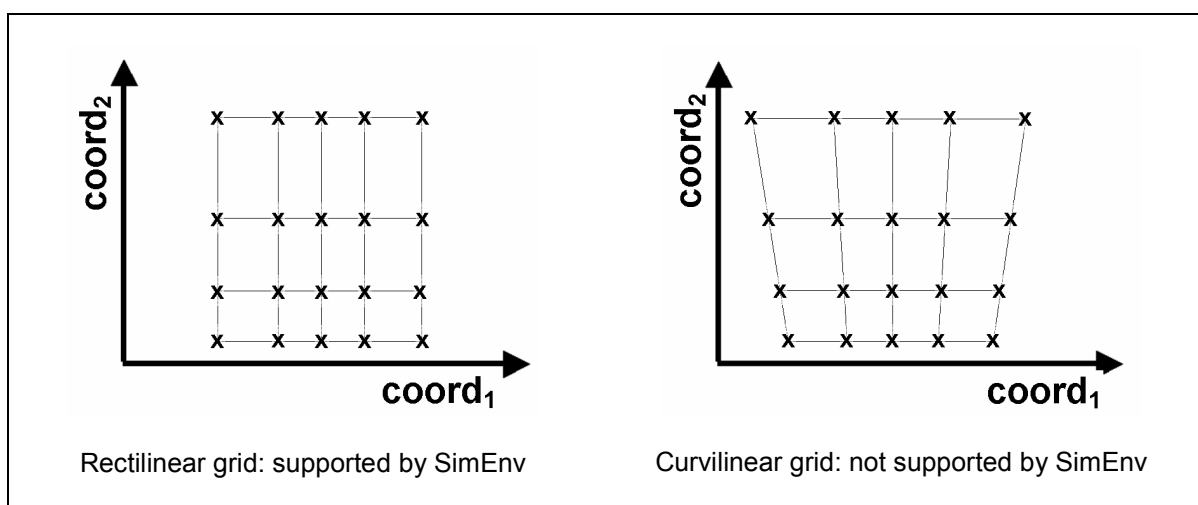 coord₂
coord₁
Rectilinear grid: supported by SimEnv
coord₂
coord₁
Curvilinear grid: not supported by SimEnv